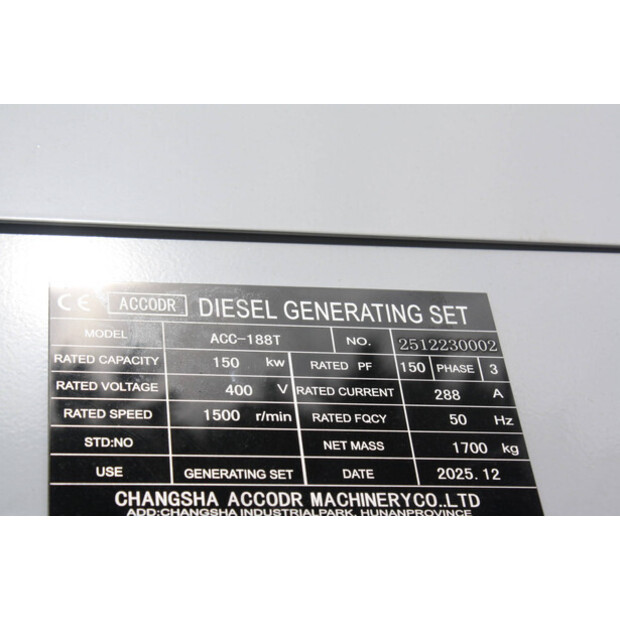 CE ACCODR DIESEL GENERATING SET
MODEL ACC-188T NO. 2512230002
RATED CAPACITY 150 kw RATED PF 150 PHASE 3
RATED VOLTAGE 400 V RATED CURRENT 288 A
RATED SPEED 1500 r/min RATED FQCY 50 Hz
STD:NO NET MASS 1700 kg
USE GENERATING SET DATE 2025.12
CHANGSHA ACCODR MACHINERYCO.,LTD
ADD:CHANGSHA INDUSTRIALPARK, HUNANPROVINCE